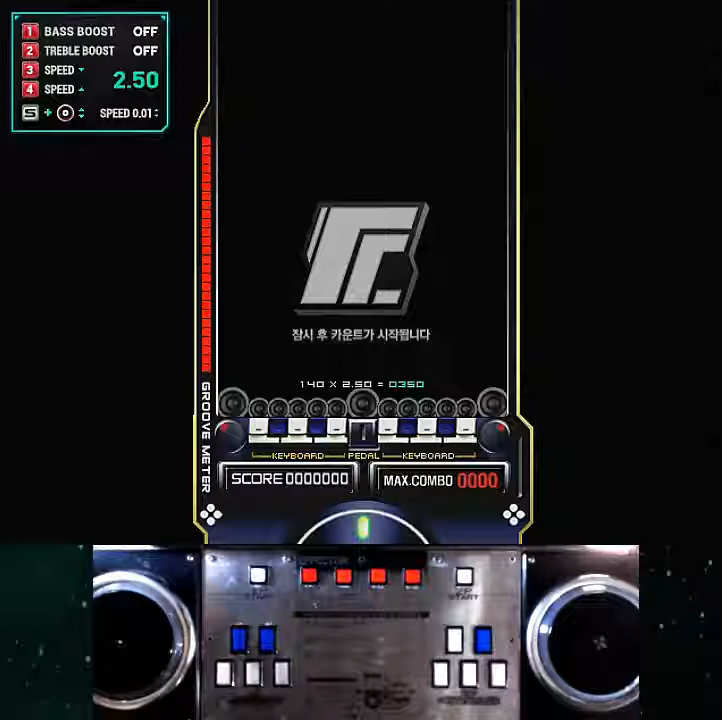 1 BASS BOOST OFF
2 TREBLE BOOST OFF
3 SPEED
4 SPEED
2.50
S + SPEED 0.01
잠시 후 카운트가 시작됩니다
140 X 2.50 = 0350
GROOVE METER
KEYBOARD PEDAL KEYBOARD
SCORE 0000000
MAX.COMBO 0000
START
START